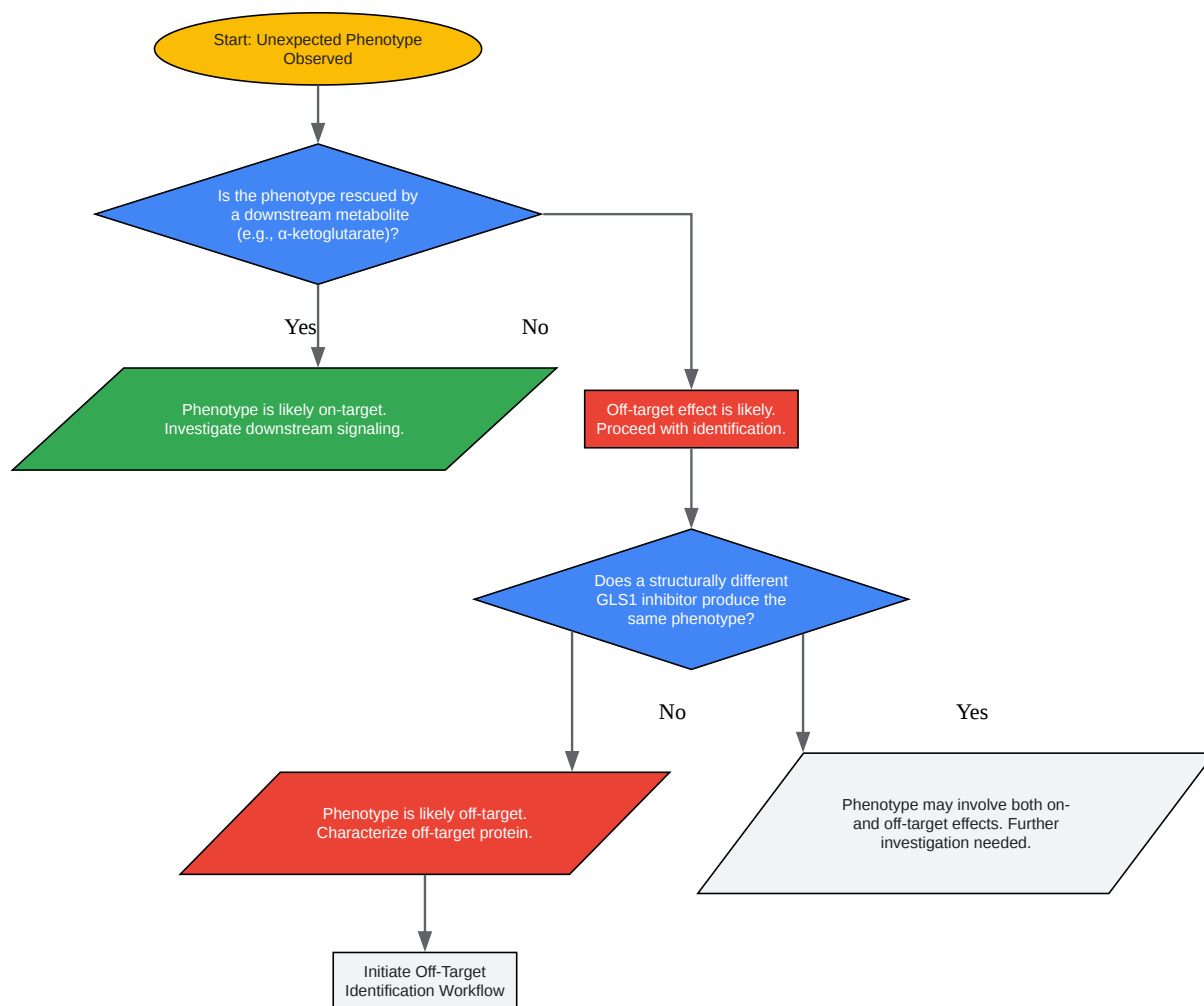 Start: Unexpected Phenotype
Observed
Is the phenotype rescued by
a downstream metabolite
(e.g., α-ketoglutarate)?
Yes
No
Phenotype is likely on-target.
Investigate downstream signaling.
Off-target effect is likely.
Proceed with identification.
Does a structurally different
GLS1 inhibitor produce the
same phenotype?
No
Yes
Phenotype is likely off-target.
Characterize off-target protein.
Phenotype may involve both on-
and off-target effects. Further
investigation needed.
Initiate Off-Target
Identification Workflow